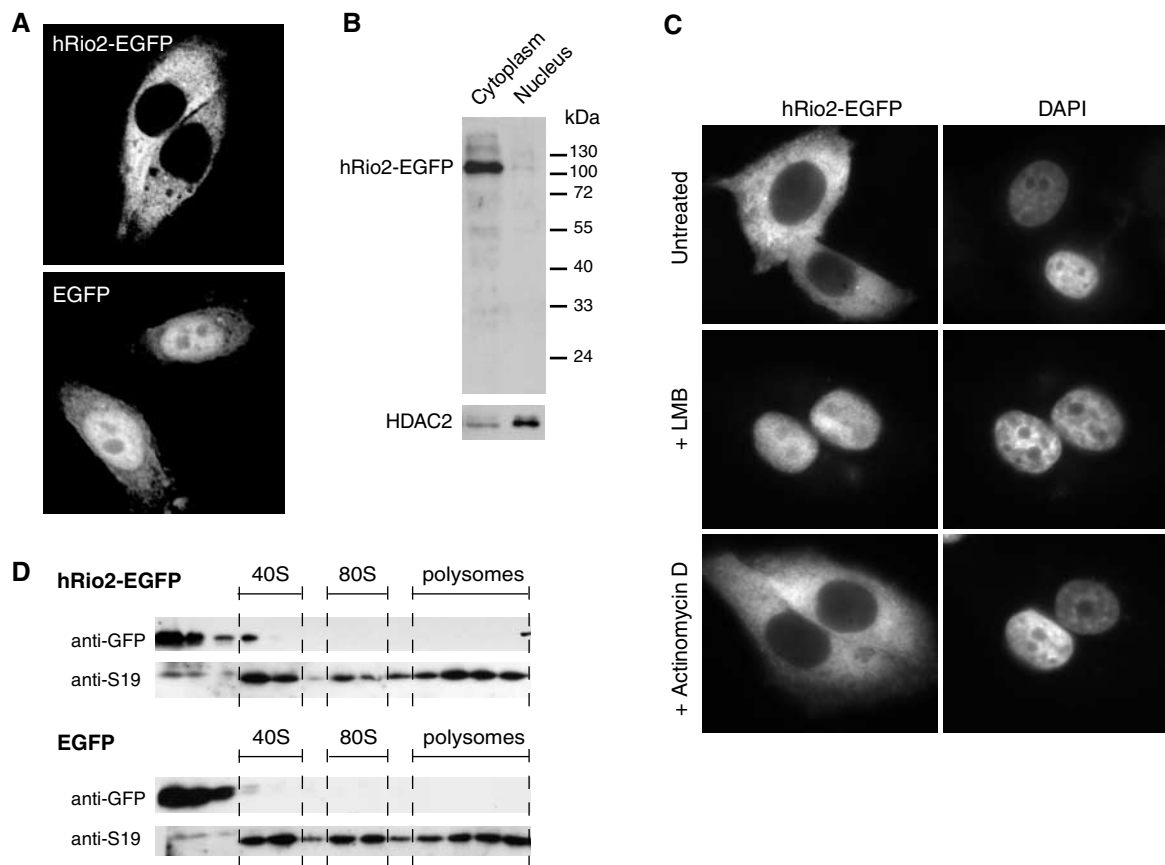 A
hRio2-EGFP
EGFP
B
Cytoplasm
Nucleus
kDa
hRio2-EGFP
130
100
72
55
40
33
24
HDAC2
C
hRio2-EGFP DAPI
Untreated
+ LMB
+ Actinomycin D
D
hRio2-EGFP
40S 80S polysomes
anti-GFP
anti-S19
EGFP
40S 80S polysomes
anti-GFP
anti-S19